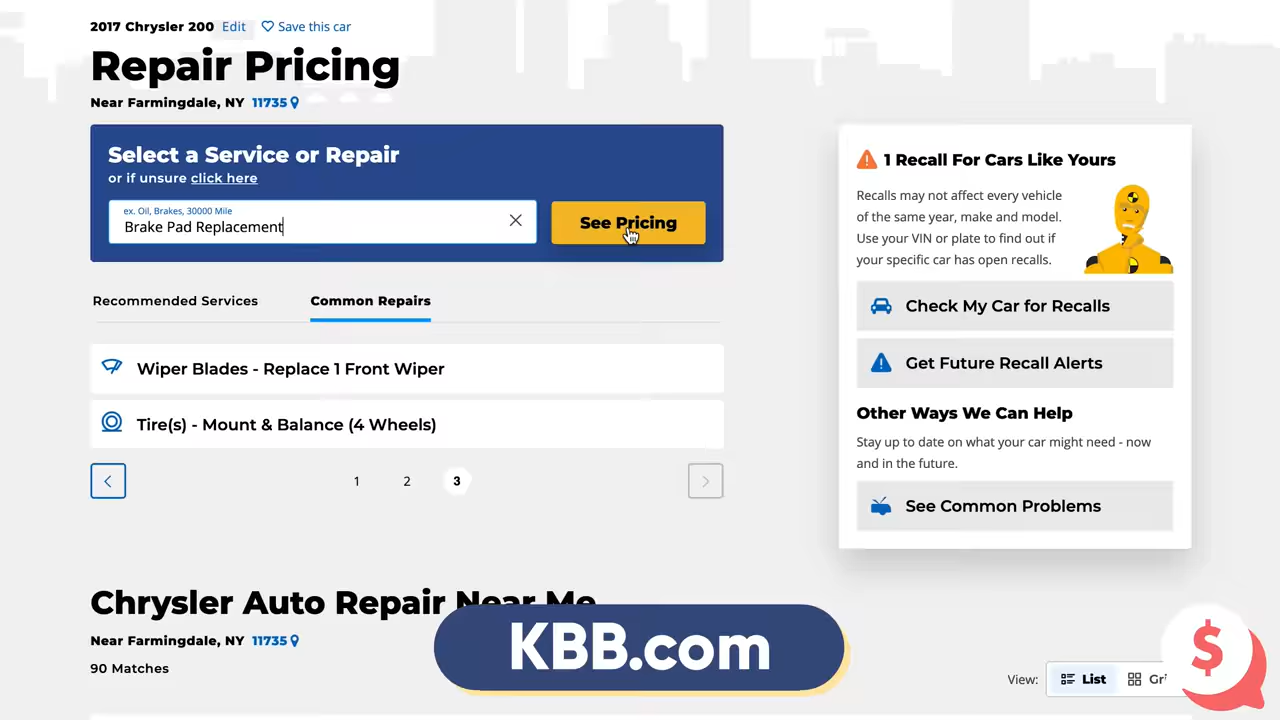 2017 Chrysler 200 Edit Save this car
Repair Pricing
Near Farmingdale, NY 11735
Select a Service or Repair
or if unsure click here
ex. Oil, Brakes, 30000 Mile
Brake Pad Replacement
See Pricing
Recommended Services
Common Repairs
Wiper Blades - Replace 1 Front Wiper
Tire(s) - Mount & Balance (4 Wheels)
1 2 3
1 Recall For Cars Like Yours
Recalls may not affect every vehicle
of the same year, make and model.
Use your VIN or plate to find out if
your specific car has open recalls.
Check My Car for Recalls
Get Future Recall Alerts
Other Ways We Can Help
Stay up to date on what your car might need - now
and in the future.
See Common Problems
Chrysler Auto Repair Near Me
Near Farmingdale, NY 11735
90 Matches
KBB.com
View: List Gri
$